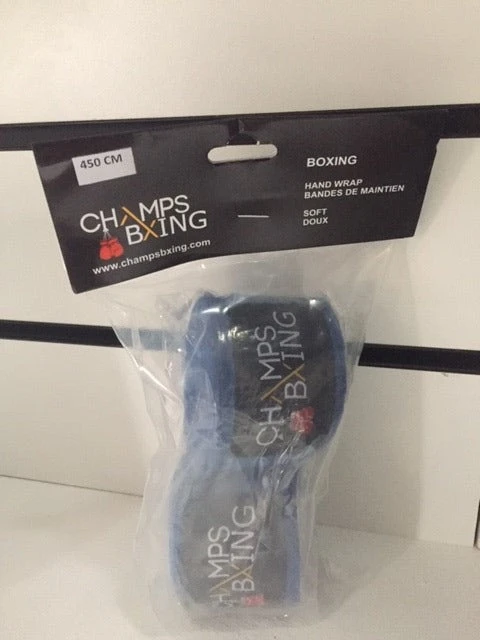 450 CM
CHAMPS
BXING
www.champsbxing.com
BOXING
HAND WRAP
BANDES DE MAINTIEN
SOFT
DOUX
CHAMPS
BXING
CHAMPS
BXING